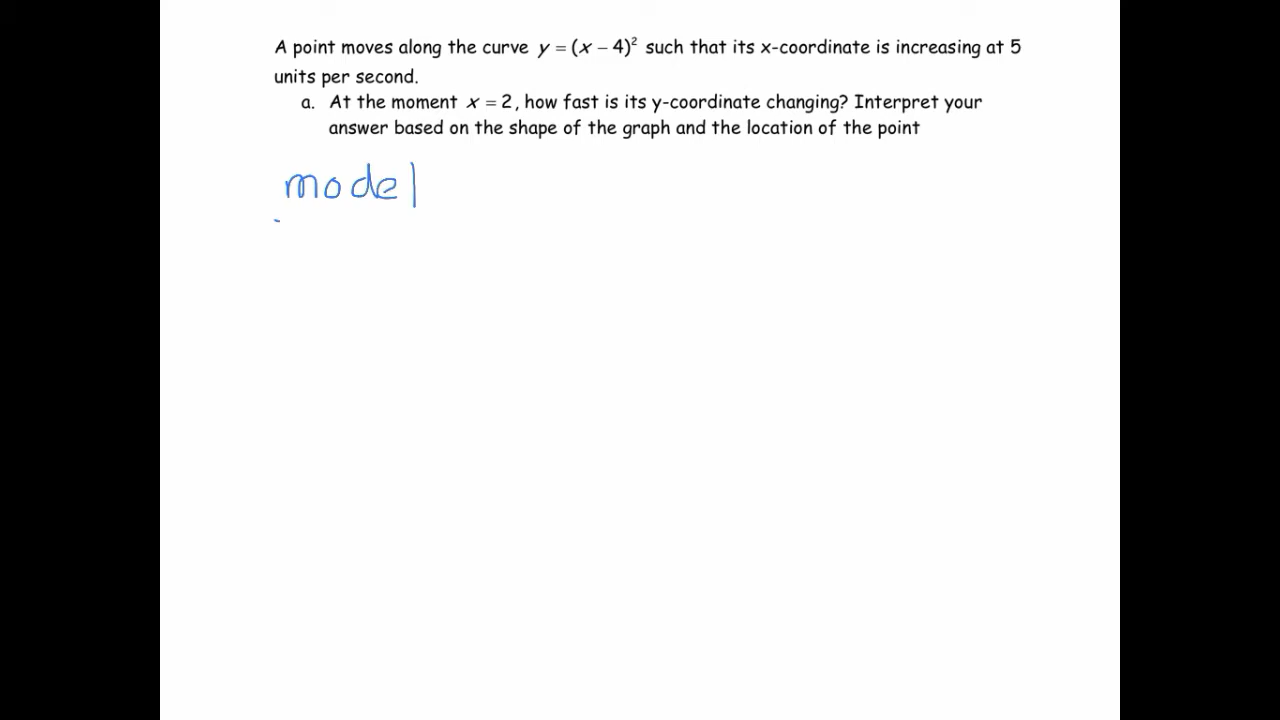 A point moves along the curve y = (x − 4)² such that its x-coordinate is increasing at 5
units per second.
a. At the moment x = 2, how fast is its y-coordinate changing? Interpret your
answer based on the shape of the graph and the location of the point
model